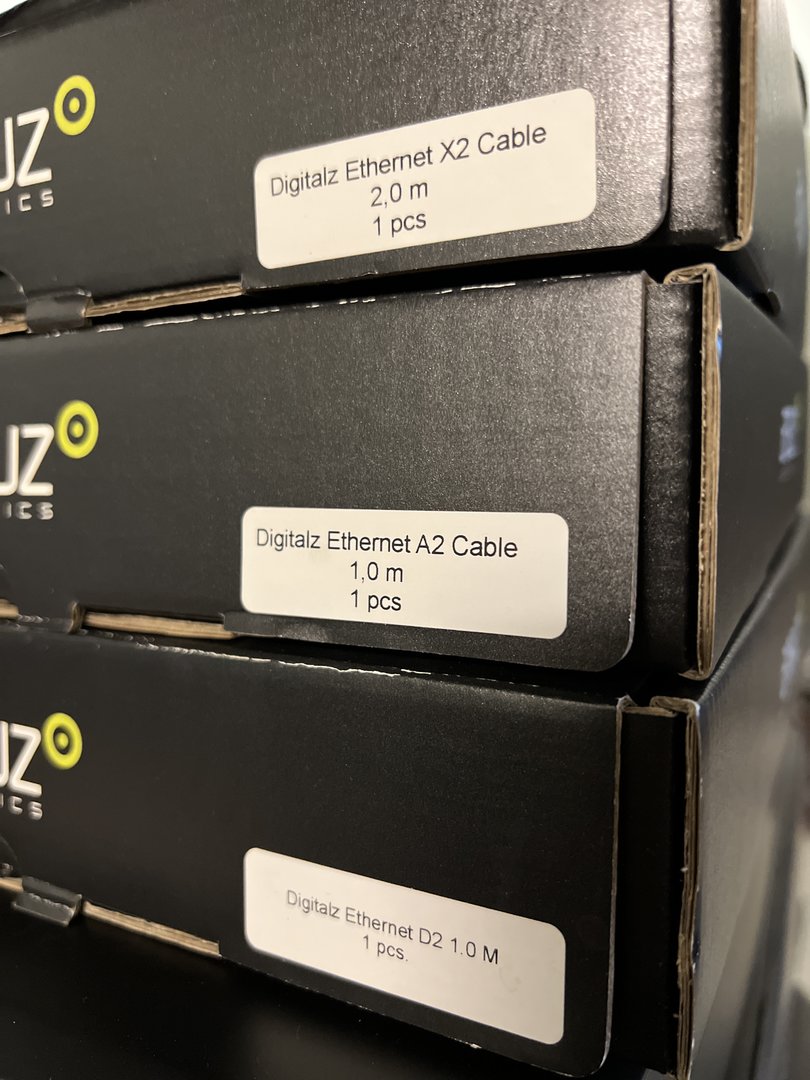 Digitalz Ethernet X2 Cable
2,0 m
1 pcs
Digitalz Ethernet A2 Cable
1,0 m
1 pcs
Digitalz Ethernet D2 1.0 M
1 pcs.